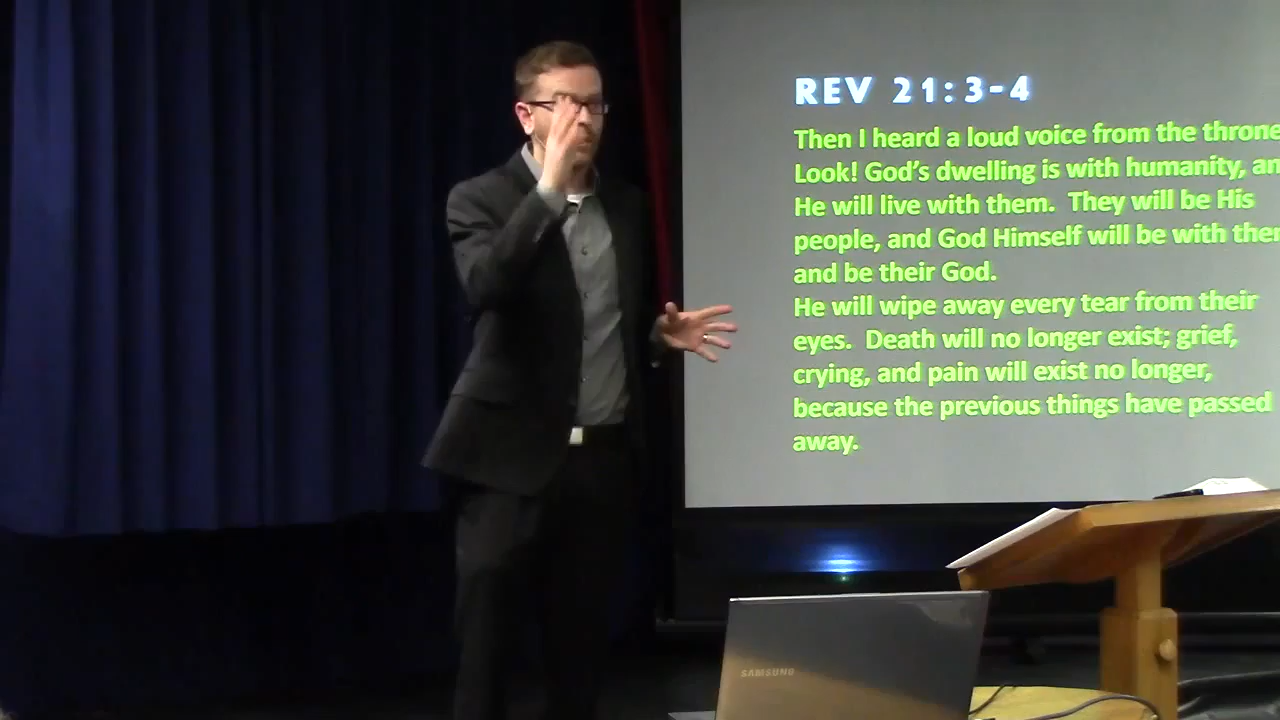 REV 21:3-4
Then I heard a loud voice from the throne
Look! God's dwelling is with humanity, an
He will live with them.  They will be His
people, and God Himself will be with them
and be their God.
He will wipe away every tear from their
eyes.  Death will no longer exist; grief,
crying, and pain will exist no longer,
because the previous things have passed
away.
SAMSUNG